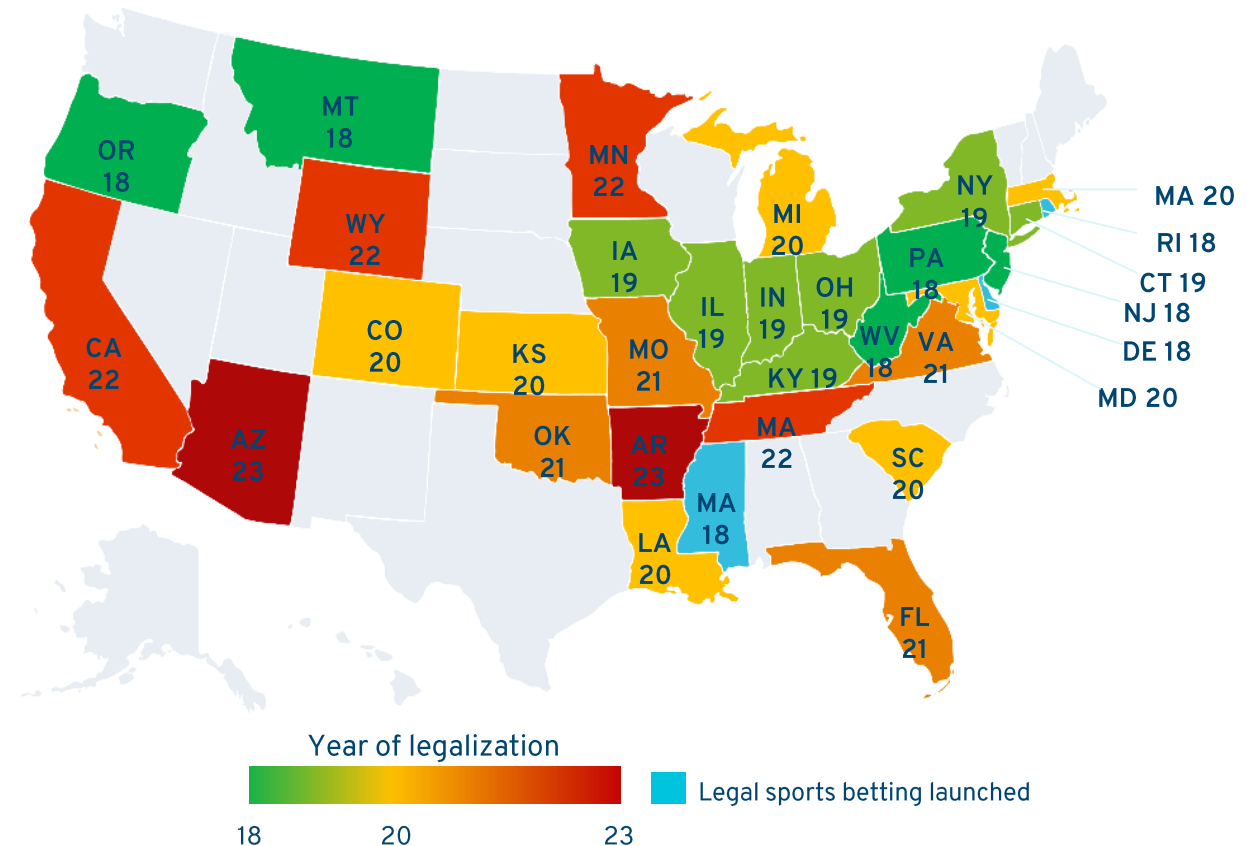 MT
18
OR
18
MN
22
WY
22
NY
19
MA 20
MI
20
RI 18
IA
19
PA
18
CT 19
NJ 18
CO
20
KS
20
IL
19
IN
19
OH
19
WV
18
VA
21
DE 18
CA
22
MO
21
KY 19
MD 20
AZ
23
OK
21
AR
23
MA
22
SC
20
MA
18
LA
20
FL
21
Year of legalization
18
20
23
Legal sports betting launched